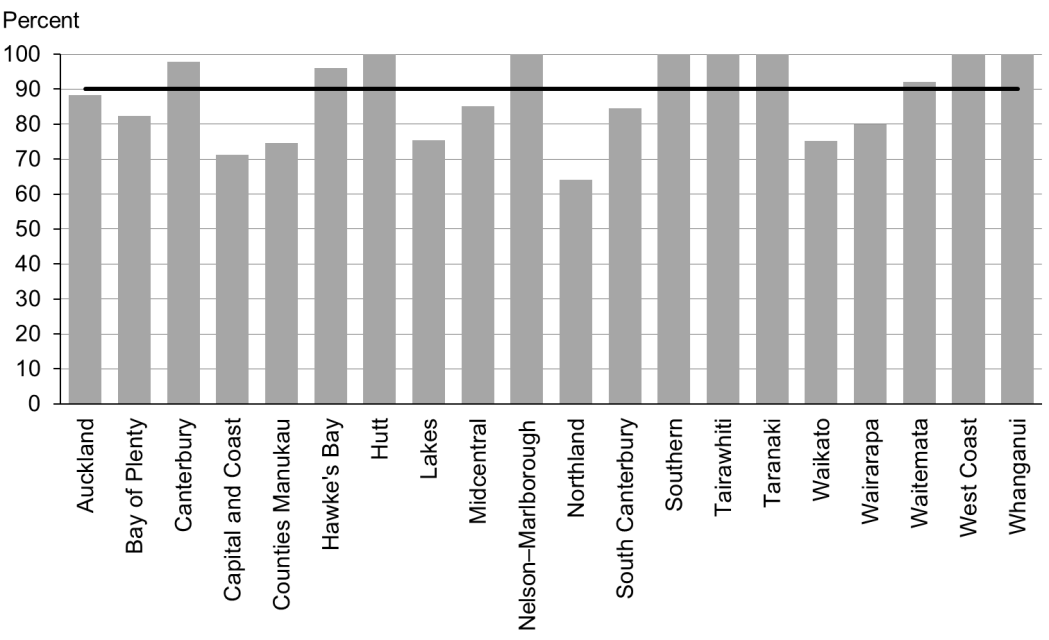 Percent
100
90
80
70
60
50
40
30
20
10
0
Auckland
Bay of Plenty
Canterbury
Capital and Coast
Counties Manukau
Hawke's Bay
Hutt
Lakes
Midcentral
Nelson–Marlborough
Northland
South Canterbury
Southern
Tairawhiti
Taranaki
Waikato
Wairarapa
Waitemata
West Coast
Whanganui